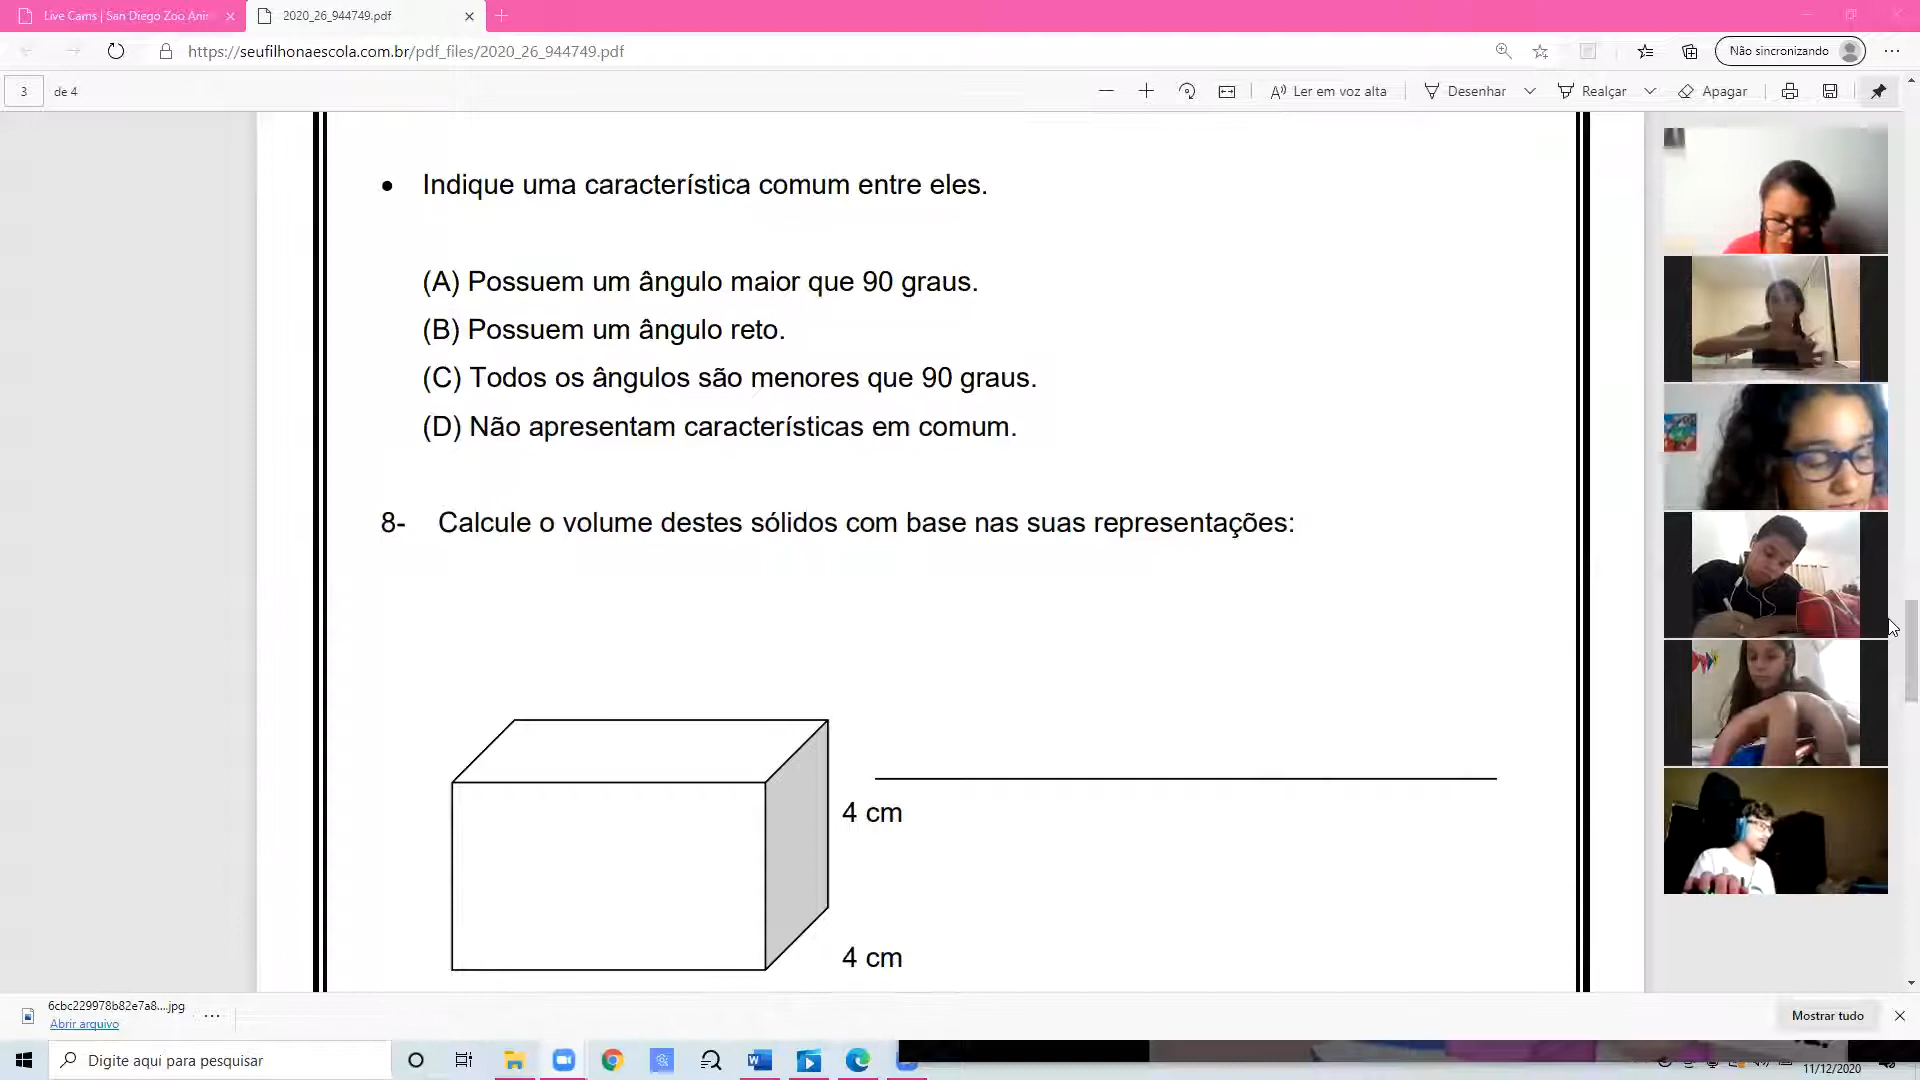 Live Cams | San Diego Zoo Ani
2020_26_944749.pdf
https://seufilhonaescola.com.br/pdf_files/2020_26_944749.pdf
Não sincronizando
3 de 4
Ler em voz alta
Desenhar
Realçar
Apagar
• Indique uma característica comum entre eles.
(A) Possuem um ângulo maior que 90 graus.
(B) Possuem um ângulo reto.
(C) Todos os ângulos são menores que 90 graus.
(D) Não apresentam características em comum.
8- Calcule o volume destes sólidos com base nas suas representações:
4 cm
4 cm
6cbc229978b82e7a8....jpg
Abrir arquivo
Mostrar tudo
Digite aqui para pesquisar
11/12/2020